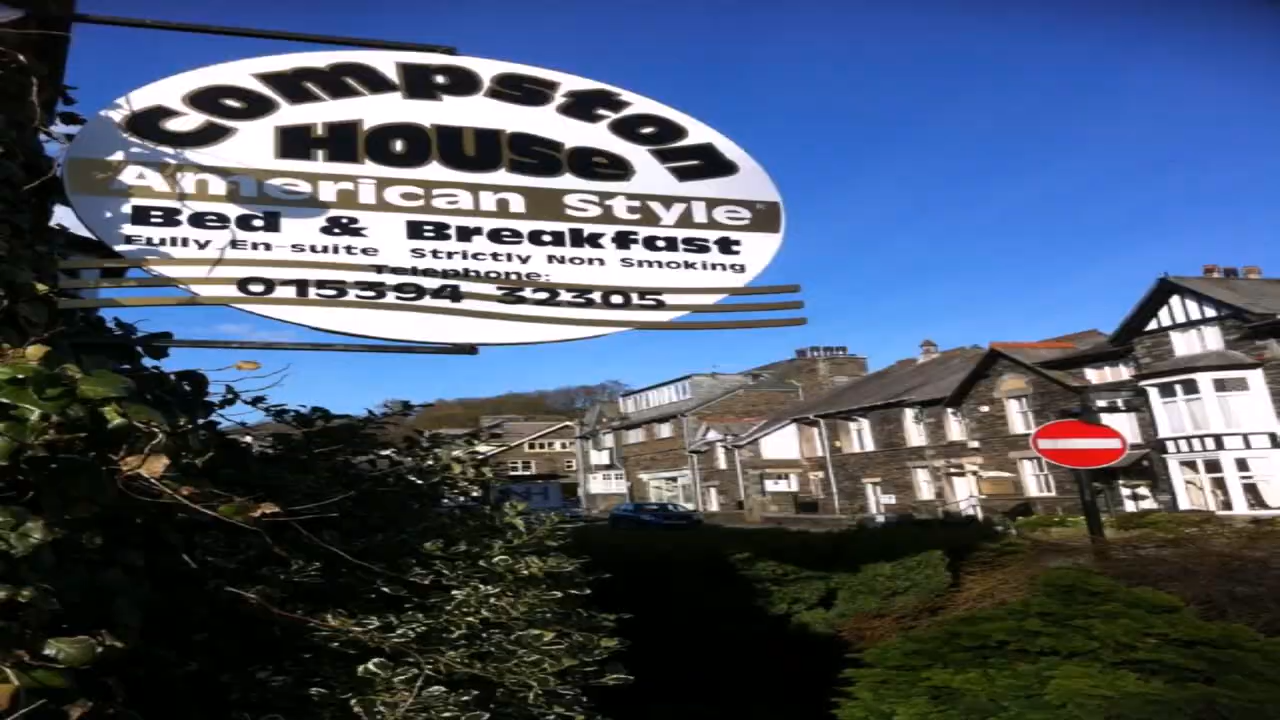 Compston
House
American Style
Bed & Breakfast
Fully En-suite Strictly Non Smoking
Telephone:
015394 32305